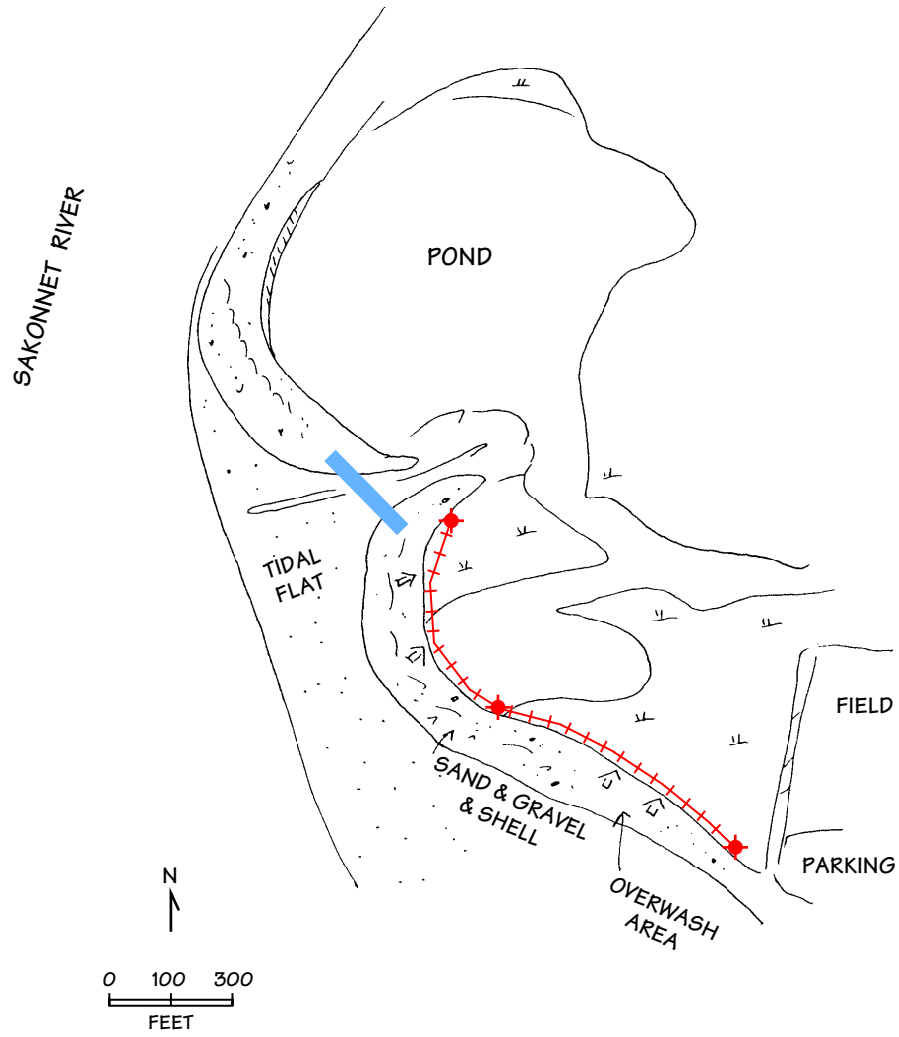 POND
SAKONNET RIVER
TIDAL
FLAT
FIELD
SAND & GRAVEL
& SHELL
PARKING
OVERWASH
AREA
N
0 100 300
FEET